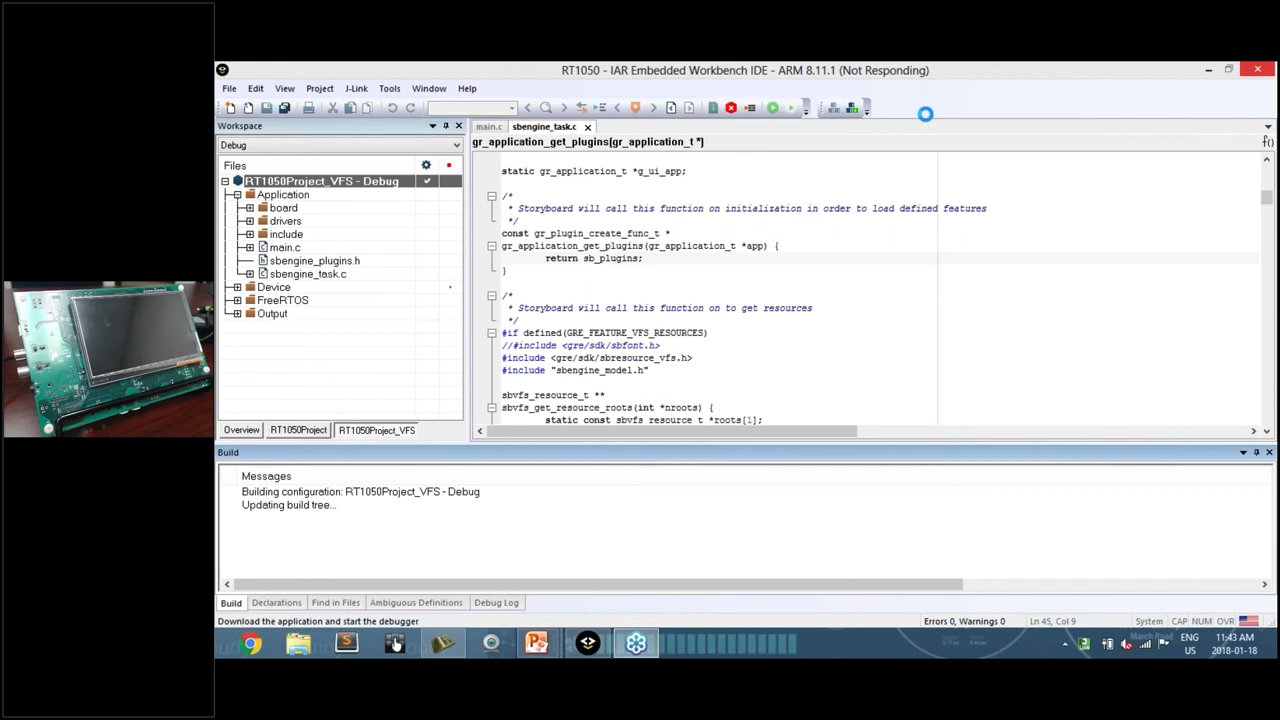 RT1050 - IAR Embedded Workbench IDE - ARM 8.11.1 (Not Responding)
File Edit View Project J-Link Tools Window Help
Workspace
main.c sbengine_task.c
Debug
gr_application_get_plugins(gr_application_t *)
f()
Files
RT1050Project_VFS - Debug
Application
board
drivers
include
main.c
sbengine_plugins.h
sbengine_task.c
Device
FreeRTOS
Output
static gr_application_t *g_ui_app;
/*
* Storyboard will call this function on initialization in order to load defined features
*/
const gr_plugin_create_func_t *
gr_application_get_plugins(gr_application_t *app) {
return sb_plugins;
}
/*
* Storyboard will call this function on to get resources
*/
#if defined(GRE_FEATURE_VFS_RESOURCES)
//#include <gre/sdk/sbfont.h>
#include <gre/sdk/sbresource_vfs.h>
#include "sbengine_model.h"
sbvfs_resource_t **
sbvfs_get_resource_roots(int *nroots) {
static const sbvfs_resource_t *roots[1];
Overview RT1050Project RT1050Project_VFS
Build
Messages
Building configuration: RT1050Project_VFS - Debug
Updating build tree...
Build Declarations Find in Files Ambiguous Definitions Debug Log
Download the application and start the debugger
Errors 0, Warnings 0 Ln 45, Col 9 System CAP NUM OVR
ENG
US
11:43 AM
2018-01-18